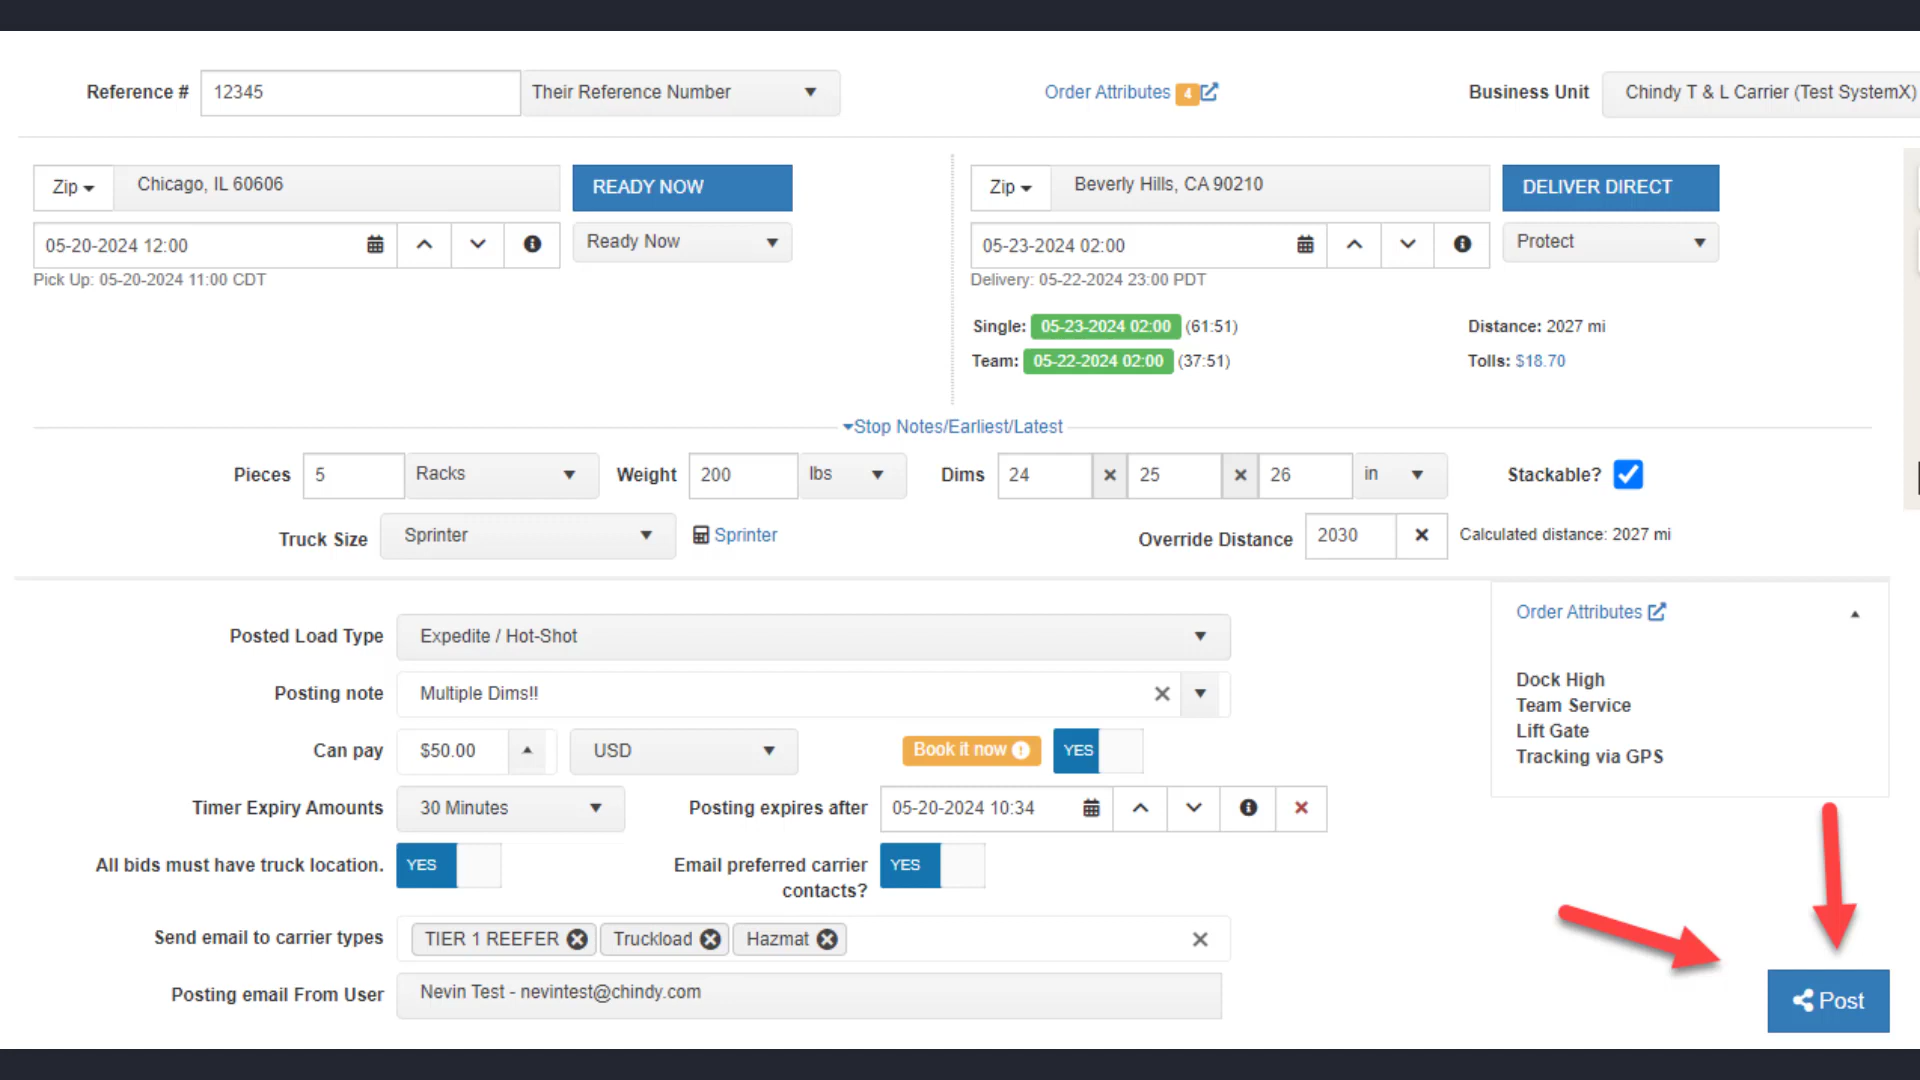 Reference # 12345 Their Reference Number Order Attributes 4 Business Unit Chindy T & L Carrier (Test SystemX)
Zip Chicago, IL 60606 READY NOW Zip Beverly Hills, CA 90210 DELIVER DIRECT
05-20-2024 12:00 Ready Now 05-23-2024 02:00 Protect
Pick Up: 05-20-2024 11:00 CDT Delivery: 05-22-2024 23:00 PDT
Single: 05-23-2024 02:00 (61:51) Distance: 2027 mi
Team: 05-22-2024 02:00 (37:51) Tolls: $18.70
Stop Notes/Earliest/Latest
Pieces 5 Racks Weight 200 lbs Dims 24 x 25 x 26 in Stackable?
Truck Size Sprinter Sprinter Override Distance 2030 Calculated distance: 2027 mi
Posted Load Type Expedite / Hot-Shot
Posting note Multiple Dims!!
Can pay $50.00 USD Book it now YES
Timer Expiry Amounts 30 Minutes Posting expires after 05-20-2024 10:34
All bids must have truck location. YES Email preferred carrier
contacts? YES
Send email to carrier types TIER 1 REEFER Truckload Hazmat
Posting email From User Nevin Test - nevintest@chindy.com
Order Attributes
Dock High
Team Service
Lift Gate
Tracking via GPS
Post